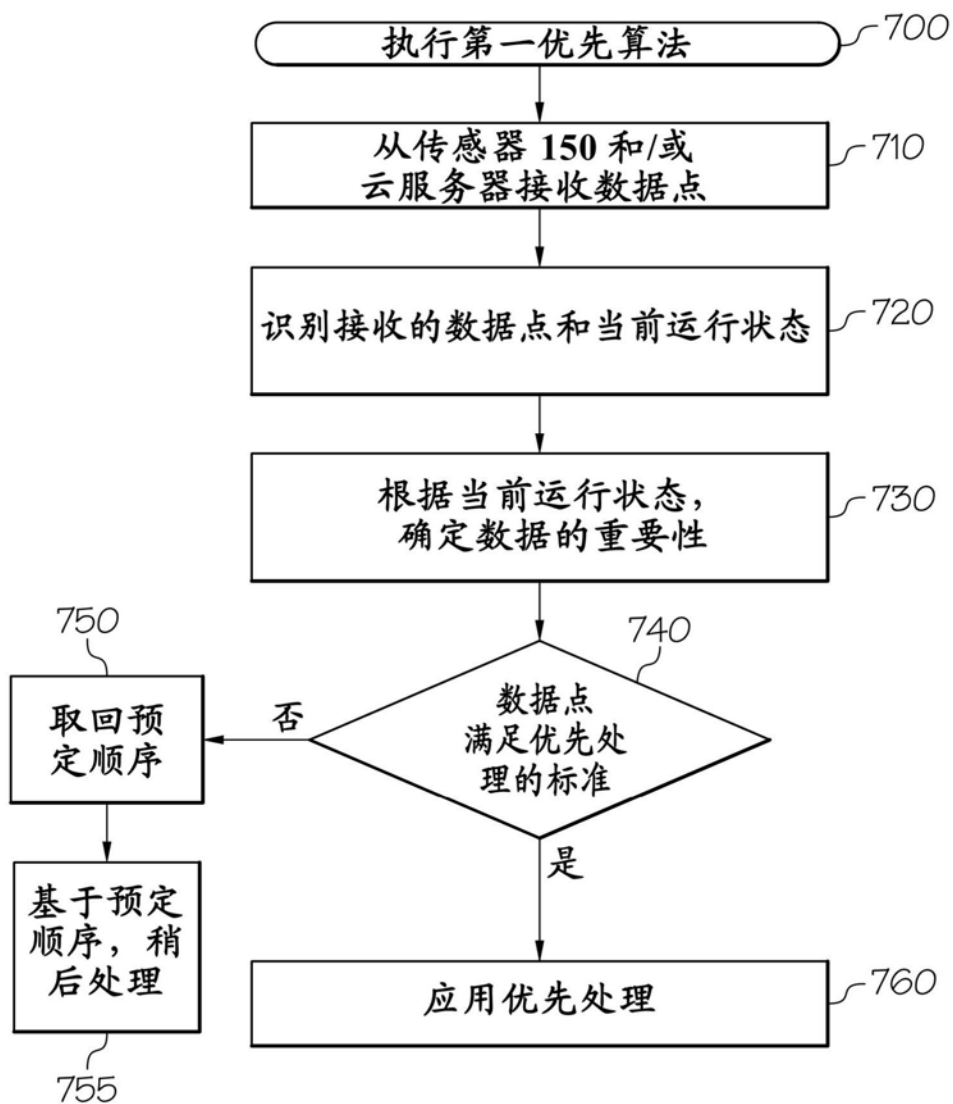 执行第一优先算法
700
从传感器 150 和/或
云服务器接收数据点
710
识别接收的数据点和当前运行状态
720
根据当前运行状态，
确定数据的重要性
730
740
数据点
满足优先处
理的标准
否
750
取回预
定顺序
是
基于预定
顺序，稍
后处理
755
应用优先处理
760